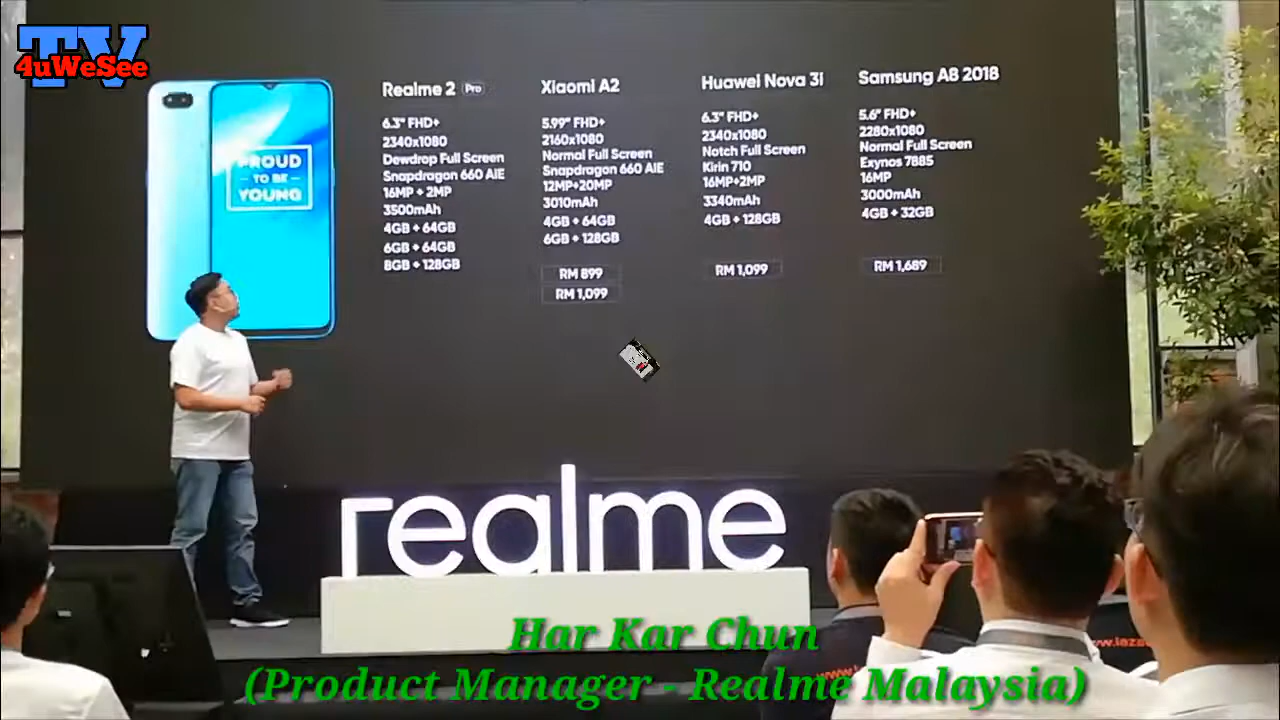 TV
4uWeSee
PROUD
TO BE
YOUNG
Realme 2 Pro
6.3" FHD+
2340x1080
Dewdrop Full Screen
Snapdragon 660 AIE
16MP + 2MP
3500mAh
4GB + 64GB
6GB + 64GB
8GB + 128GB
Xiaomi A2
5.99" FHD+
2160x1080
Normal Full Screen
Snapdragon 660 AIE
12MP+20MP
3010mAh
4GB + 64GB
6GB + 128GB
RM 899
RM 1,099
Huawei Nova 3i
6.3" FHD+
2340x1080
Notch Full Screen
Kirin 710
16MP+2MP
3340mAh
4GB + 128GB
RM 1,099
Samsung A8 2018
5.6" FHD+
2280x1080
Normal Full Screen
Exynos 7885
16MP
3000mAh
4GB + 32GB
RM 1,689
realme
Har Kar Chun
(Product Manager - Realme Malaysia)